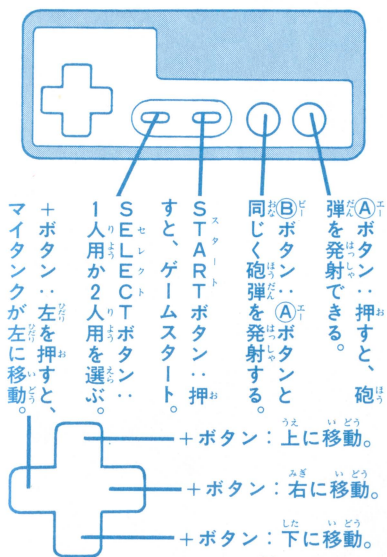 Ⓐボタン：押すと、砲
弾を発射できる。
Ⓑボタン：Ⓐボタンと
同じく砲弾を発射する。
STARTボタン：押
すと、ゲームスタート。
SELECTボタン：
1人用か2人用を選ぶ。
＋ボタン：左を押すと、
マイタンクが左に移動。
＋ボタン：上に移動。
＋ボタン：右に移動。
＋ボタン：下に移動。